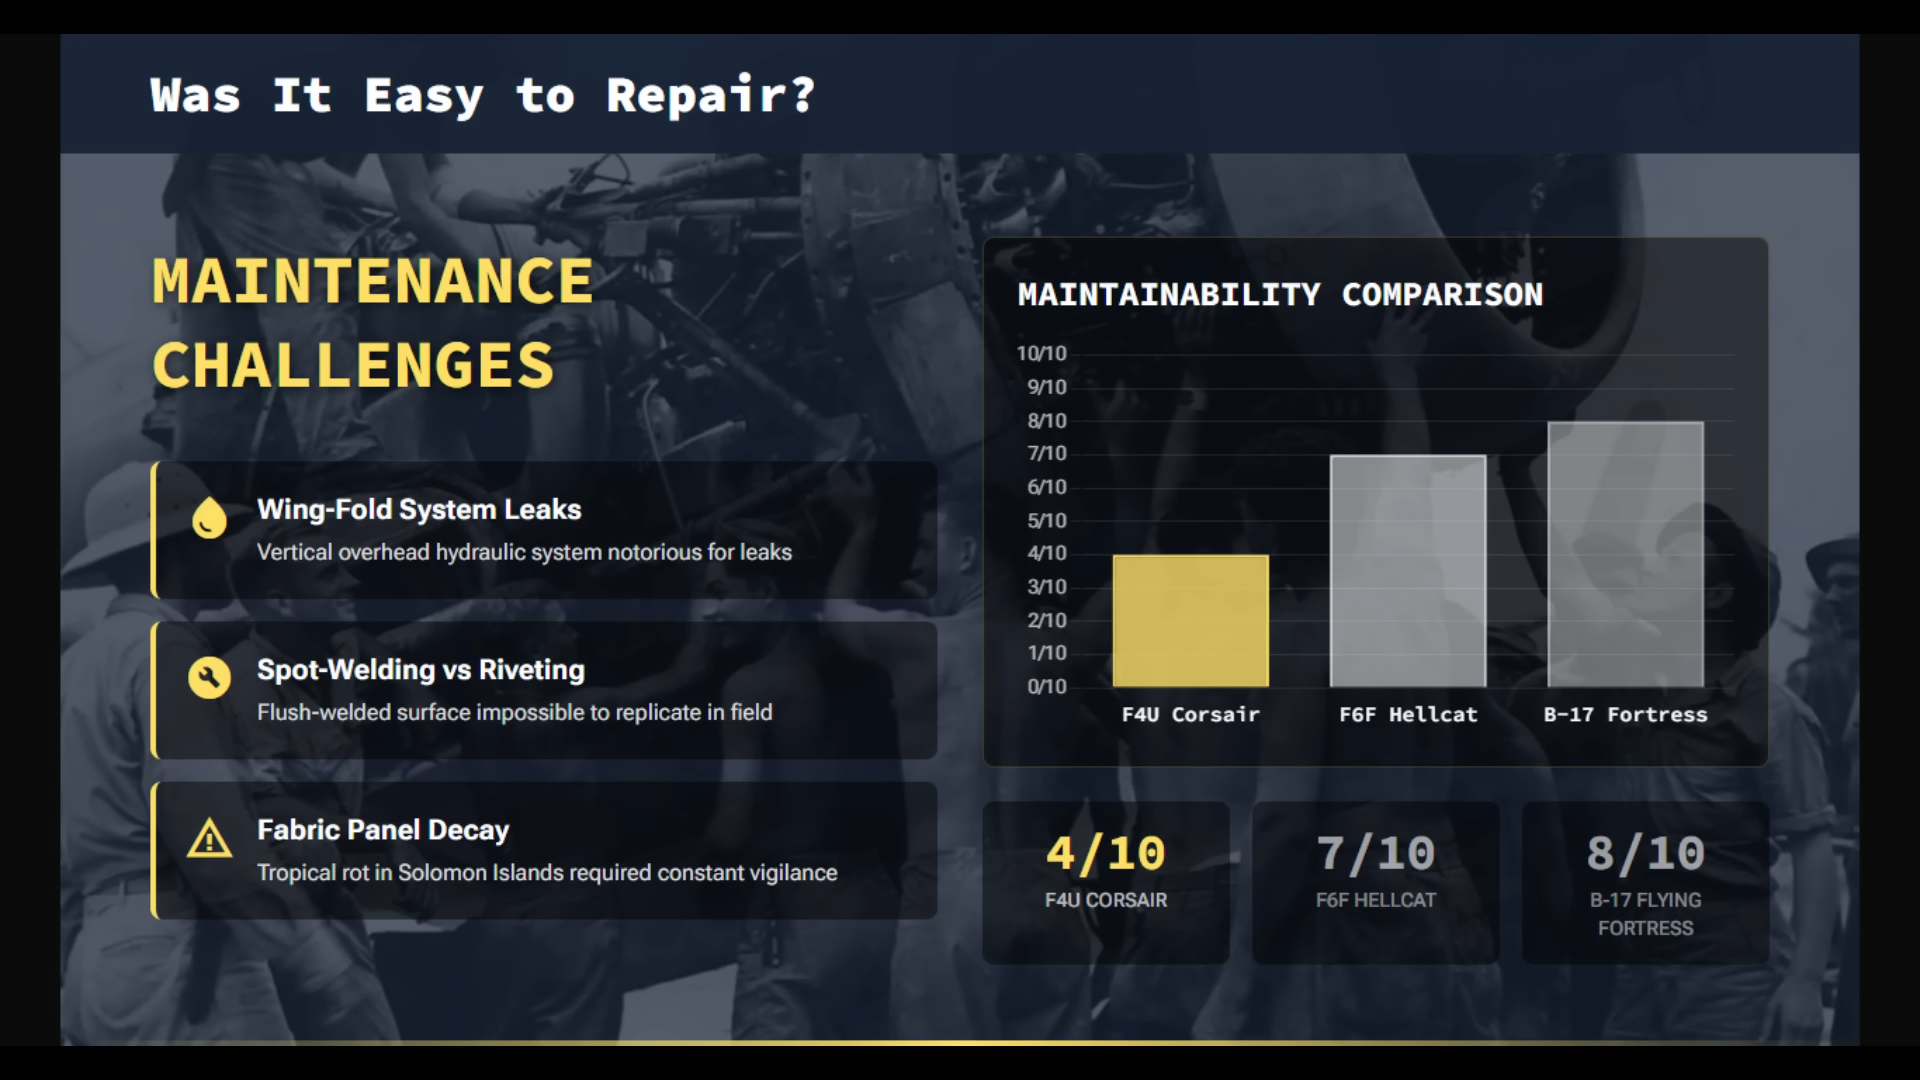 Was It Easy to Repair?
MAINTENANCE
CHALLENGES
Wing-Fold System Leaks
Vertical overhead hydraulic system notorious for leaks
Spot-Welding vs Riveting
Flush-welded surface impossible to replicate in field
Fabric Panel Decay
Tropical rot in Solomon Islands required constant vigilance
MAINTAINABILITY COMPARISON
10/10
9/10
8/10
7/10
6/10
5/10
4/10
3/10
2/10
1/10
0/10
F4U Corsair
F6F Hellcat
B-17 Fortress
4/10
F4U CORSAIR
7/10
F6F HELLCAT
8/10
B-17 FLYING
FORTRESS